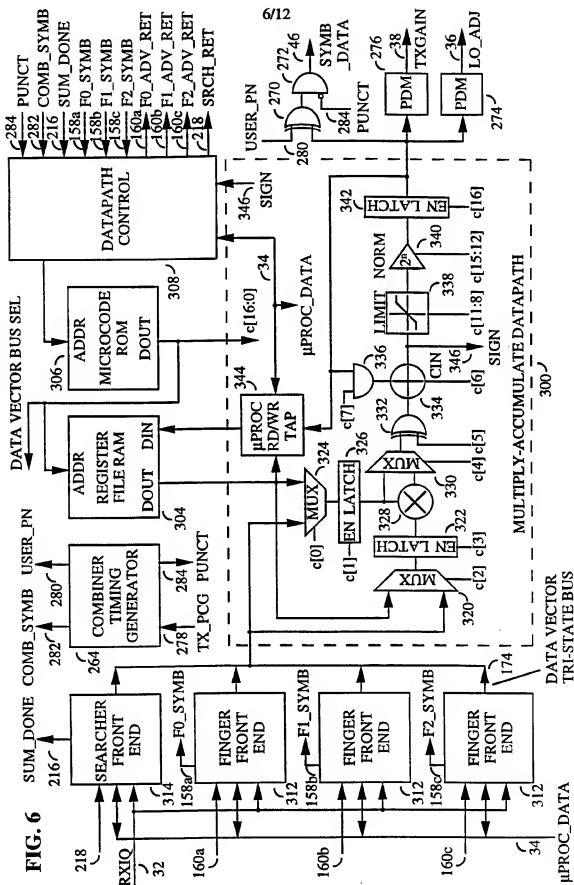 6/12
FIG. 6
SUM_DONE
216
SEARCHER
FRONT
END
314
218
RXIQ
32
158a
F0_SYMB
FINGER
FRONT
END
312
160a
158b
F1_SYMB
FINGER
FRONT
END
312
160b
158c
F2_SYMB
FINGER
FRONT
END
312
160c
34
μPROC_DATA
174
DATA VECTOR
TRI-STATE BUS
COMB_SYMB
282
USER_PN
280
COMBINER
TIMING
GENERATOR
264
278
TX_PCG
284
PUNCT
DATA VECTOR BUS SEL
ADDR
REGISTER
FILE RAM
DOUT
DIN
304
306
ADDR
MICROCODE
ROM
DOUT
c[16:0]
308
DATAPATH
CONTROL
346
SIGN
34
μPROC_DATA
284
PUNCT
282
COMB_SYMB
216
SUM_DONE
158a
F0_SYMB
158b
F1_SYMB
158c
F2_SYMB
160a
F0_ADV_RET
160b
F1_ADV_RET
160c
F2_ADV_RET
218
SRCH_RET
344
μPROC
RD/WR
TAP
324
MUX
c[0]
326
EN LATCH
c[1]
320
MUX
c[2]
322
EN LATCH
c[3]
328
330
MUX
c[4]
332
c[5]
334
CIN
c[6]
336
c[7]
346
SIGN
LIMIT
338
c[11:8]
NORM
2ⁿ
340
c[15:12]
342
EN LATCH
c[16]
MULTIPLY-ACCUMULATE DATAPATH
300
USER_PN
280
270
272
46
SYMB
_DATA
284
PUNCT
276
PDM
38
TXGAIN
PDM
36
LO_ADJ
274